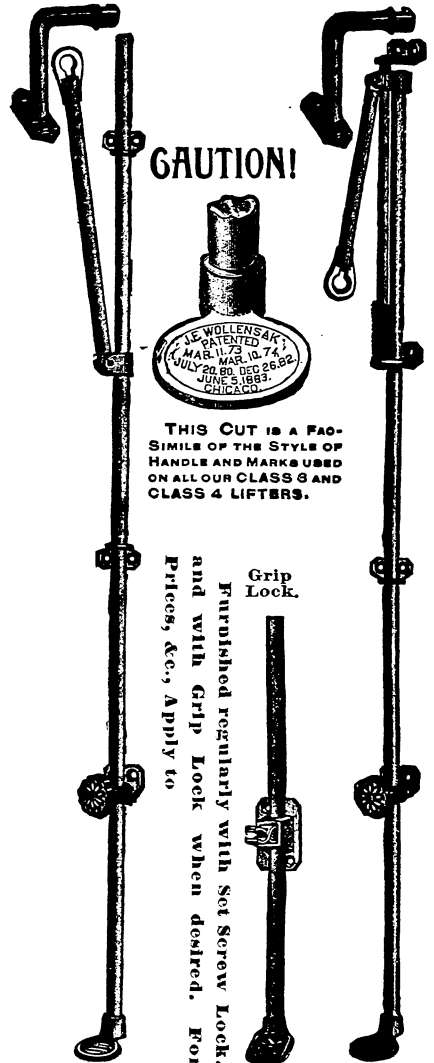 CAUTION!
J.E. WOLLENSAK
PATENTED
MAR. 11. 73 MAR. 10. 74,
JULY 20. 80. DEC 26. 82.
JUNE 5. 1883.
CHICAGO.
THIS CUT IS A FAC-
SIMILE OF THE STYLE OF
HANDLE AND MARKS USED
ON ALL OUR CLASS 3 AND
CLASS 4 LIFTERS.
Grip
Lock.
Furnished regularly with Set Screw Lock,
and with Grip Lock when desired. For
Prices, &c., Apply to